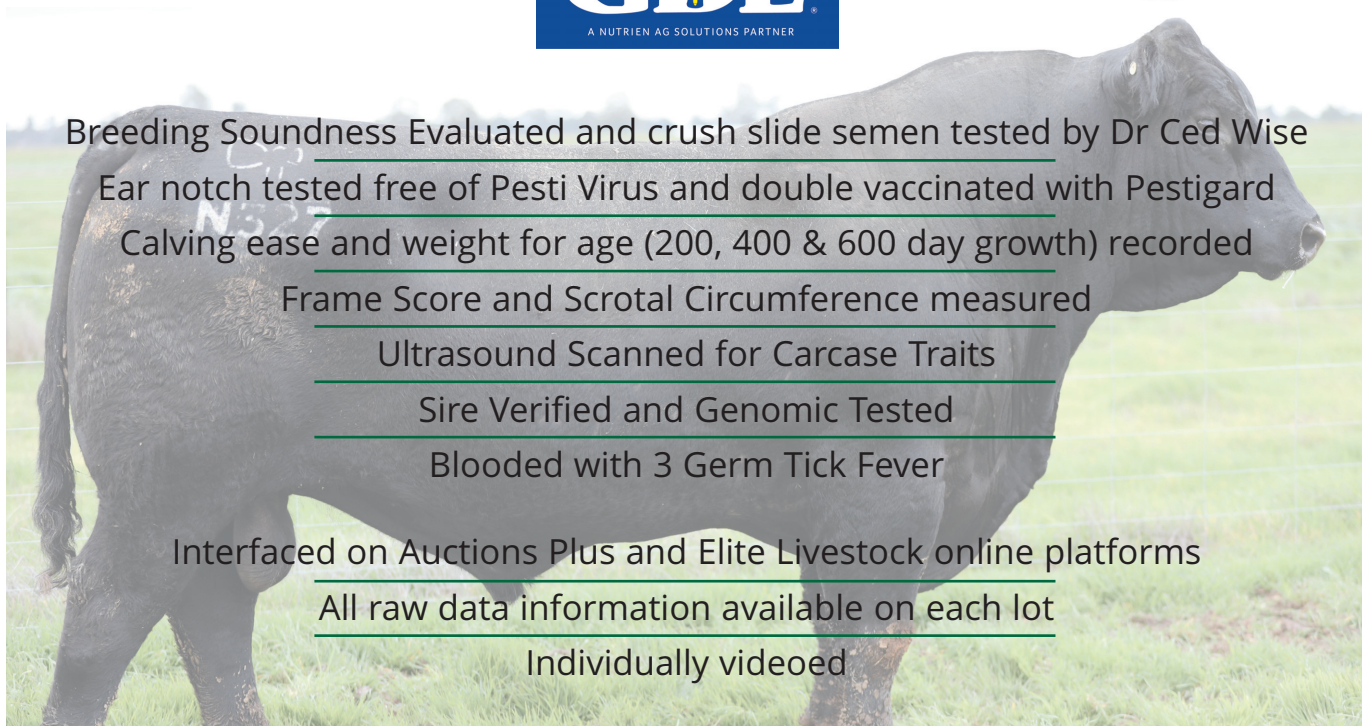 GDL
A NUTRIEN AG SOLUTIONS PARTNER
Breeding Soundness Evaluated and crush slide semen tested by Dr Ced Wise
Ear notch tested free of Pesti Virus and double vaccinated with Pestigard
Calving ease and weight for age (200, 400 & 600 day growth) recorded
Frame Score and Scrotal Circumference measured
Ultrasound Scanned for Carcase Traits
Sire Verified and Genomic Tested
Blooded with 3 Germ Tick Fever
Interfaced on Auctions Plus and Elite Livestock online platforms
All raw data information available on each lot
Individually videoed